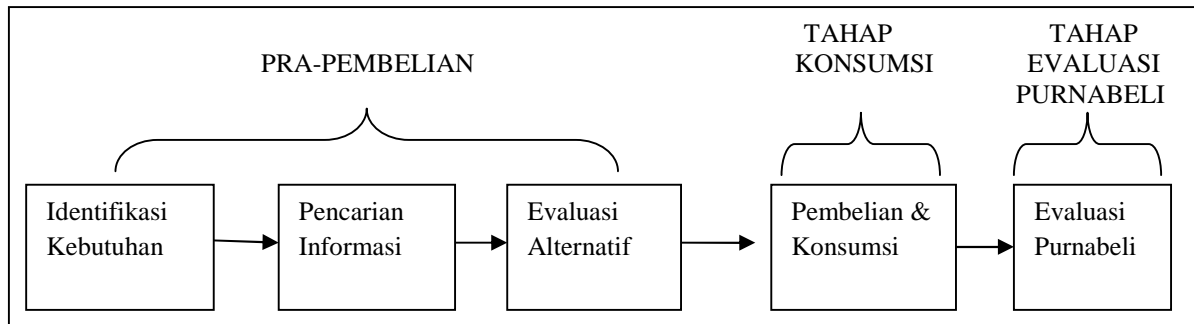 PRA-PEMBELIAN
TAHAP
KONSUMSI
TAHAP
EVALUASI
PURNABELI
Identifikasi
Kebutuhan
Pencarian
Informasi
Evaluasi
Alternatif
Pembelian &
Konsumsi
Evaluasi
Purnabeli